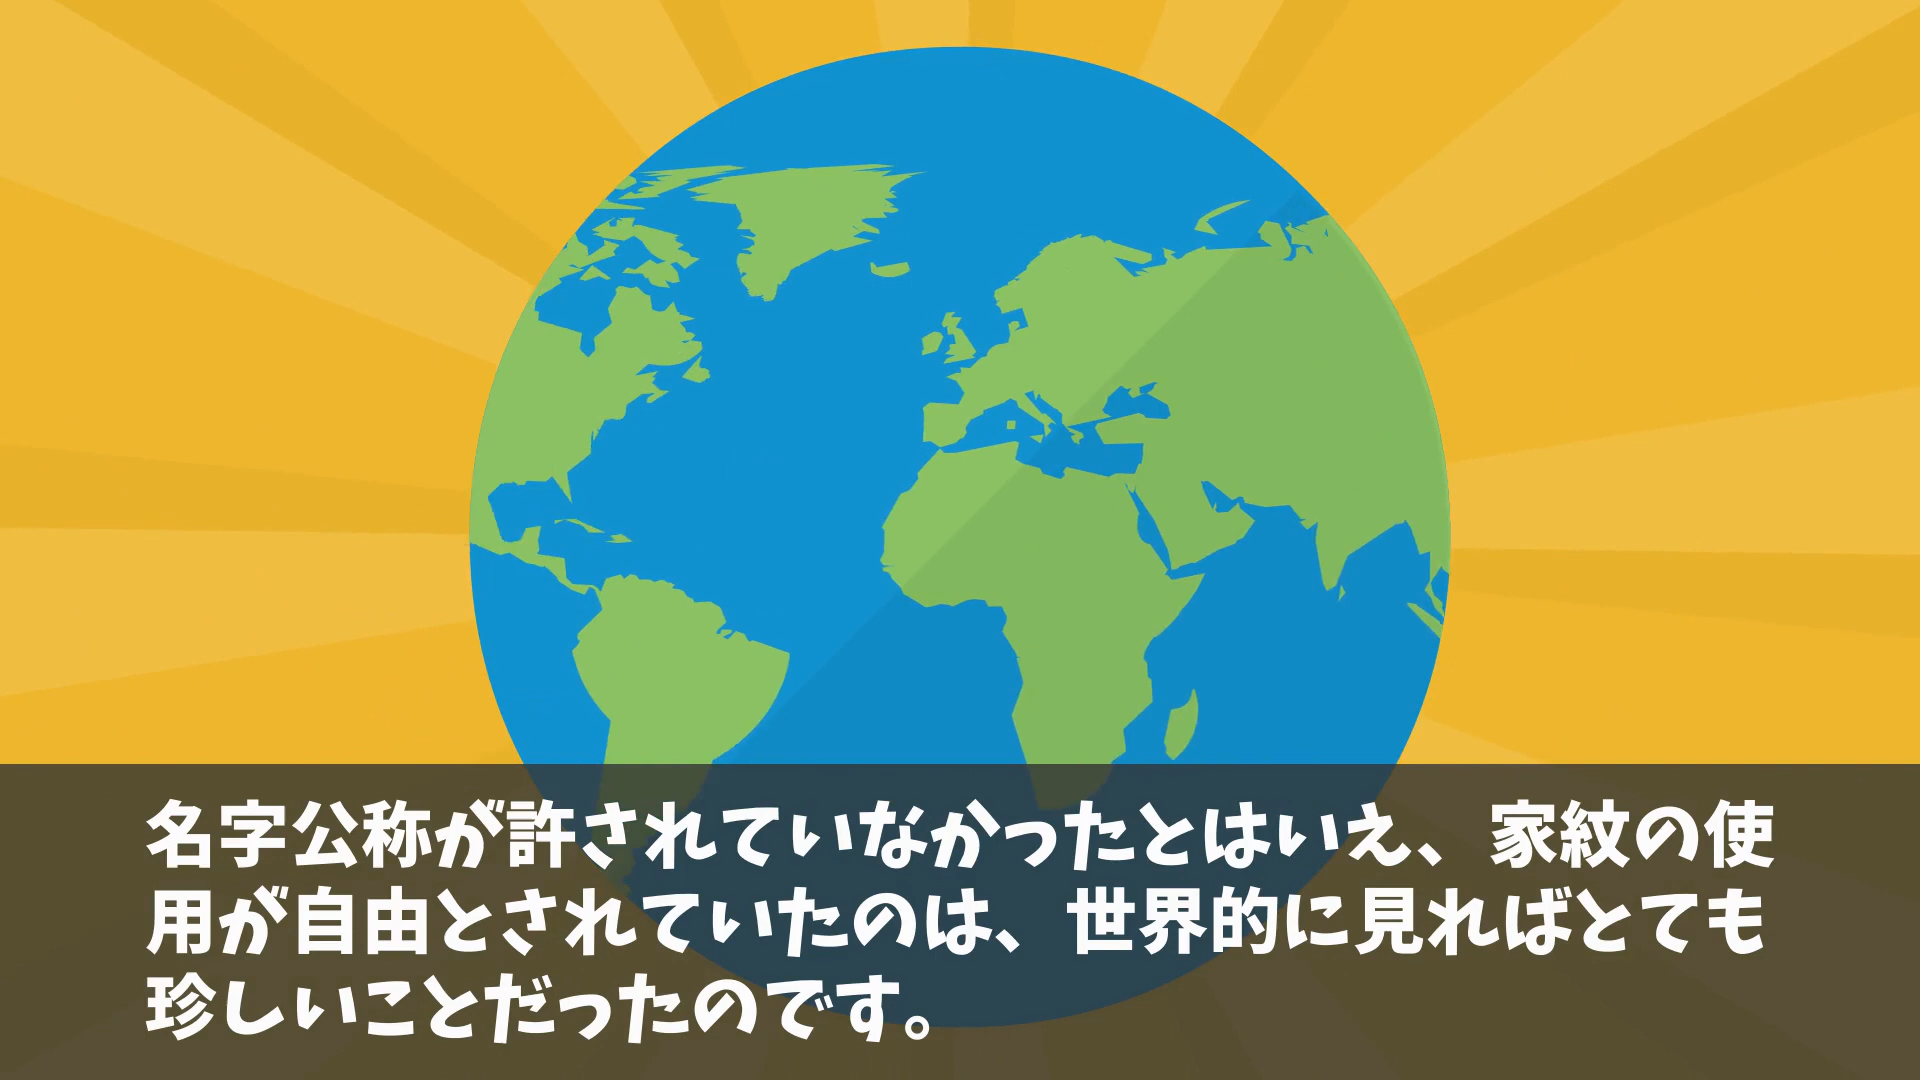 名字公称が許されていなかったとはいえ、家紋の使
用が自由とされていたのは、世界的に見ればとても
珍しいことだったのです。